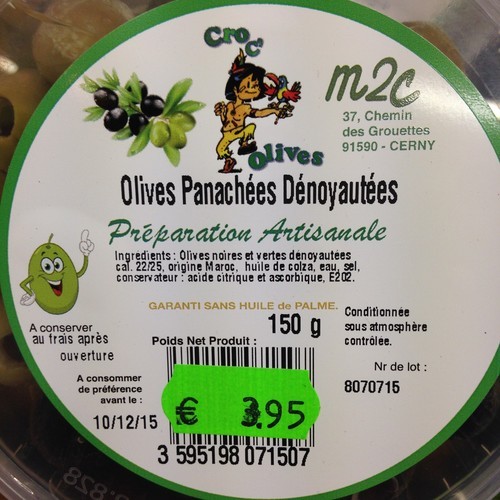 Croc'
Olives
m2c
37, Chemin
des Grouettes
91590 - CERNY
Olives Panachées Dénoyautées
Préparation Artisanale
Ingrédients : Olives noires et vertes dénoyautées
cal. 22/25, origine Maroc, huile de colza, eau, sel,
conservateur : acide citrique et ascorbique, E202.
GARANTI SANS HUILE de PALME.
150 g
Poids Net Produit :
Conditionnée
sous atmosphère
contrôlée.
A conserver
au frais après
ouverture
Nr de lot :
8070715
A consommer
de préférence
avant le :
10/12/15
€ 3.95
3 595198 071507